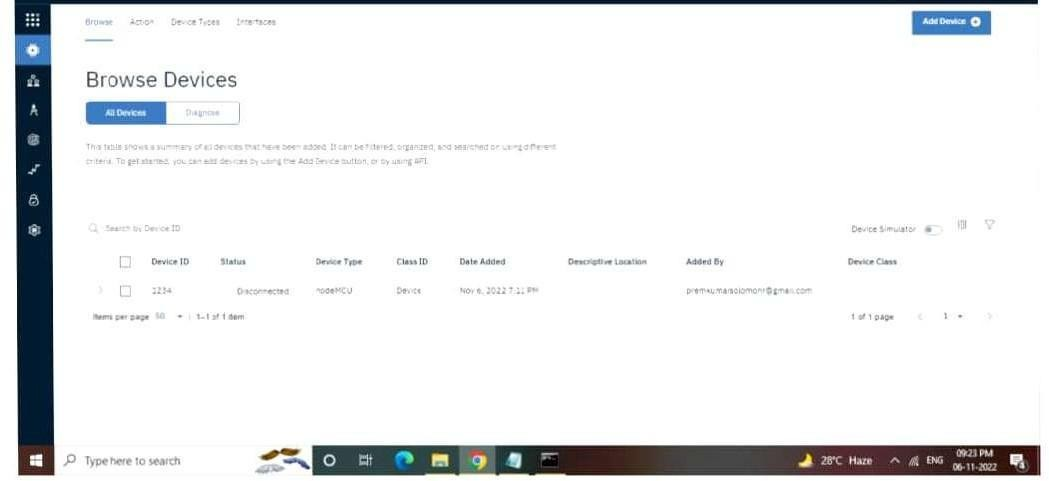 Browse Action Device Types Interfaces
Add Device
Browse Devices
All Devices Diagnose
This table shows a summary of all devices that have been added. It can be filtered, organized, and searched on using different
criteria. To get started, you can add devices by using the Add Device button, or by using API.
Search by Device ID
Device Simulator
Device ID Status Device Type Class ID Date Added Descriptive Location Added By Device Class
1234 Disconnected nodeMCU Device Nov 6, 2022 7:11 PM premkumarsolomonr@gmail.com
Items per page 50 | 1–1 of 1 item
1 of 1 page 1
Type here to search
28°C Haze ENG
09:23 PM
06-11-2022
4